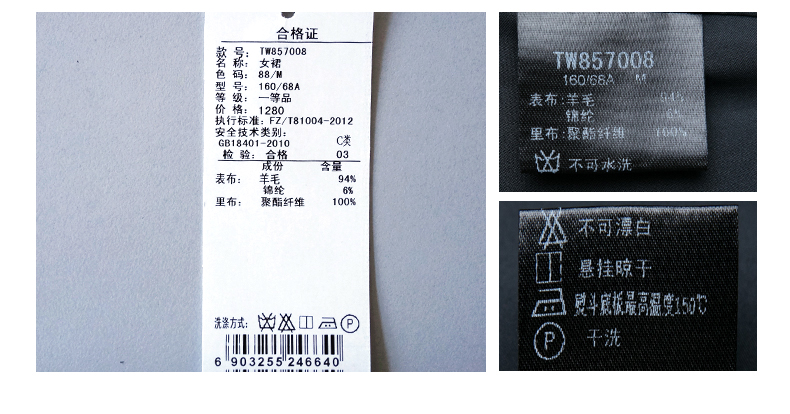 合格证
款 号: TW857008
名 称: 女裙
色 码: 88/M
型 号: 160/68A
等 级: 一等品
价 格: 1280
执行标准: FZ/T81004-2012
安全技术类别:
GB18401-2010 C类
检 验: 合格 03
成份 含量
表布: 羊毛 94%
锦纶 6%
里布: 聚酯纤维 100%
洗涤方式: P
6 903255 246640
TW857008
160/68A M
表布:羊毛 94%
锦纶
里布:聚酯纤维 100%
不可水洗
不可漂白
悬挂晾干
熨斗底板最高温度150℃
P 干洗